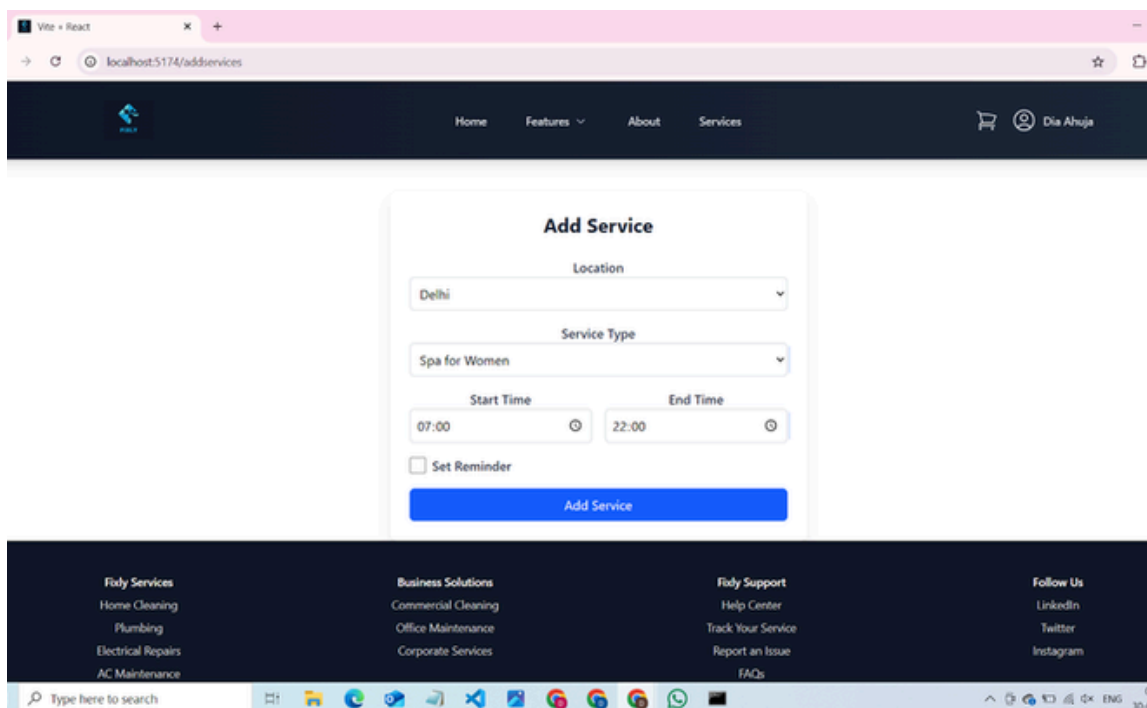 Vite + React
localhost:5174/addservices
FIXLY
Home Features About Services
Dia Ahuja
Add Service
Location
Delhi
Service Type
Spa for Women
Start Time End Time
07:00 22:00
Set Reminder
Add Service
Fixly Services Business Solutions Fixly Support Follow Us
Home Cleaning Commercial Cleaning Help Center LinkedIn
Plumbing Office Maintenance Track Your Service Twitter
Electrical Repairs Corporate Services Report an Issue Instagram
AC Maintenance FAQs
Type here to search ENG